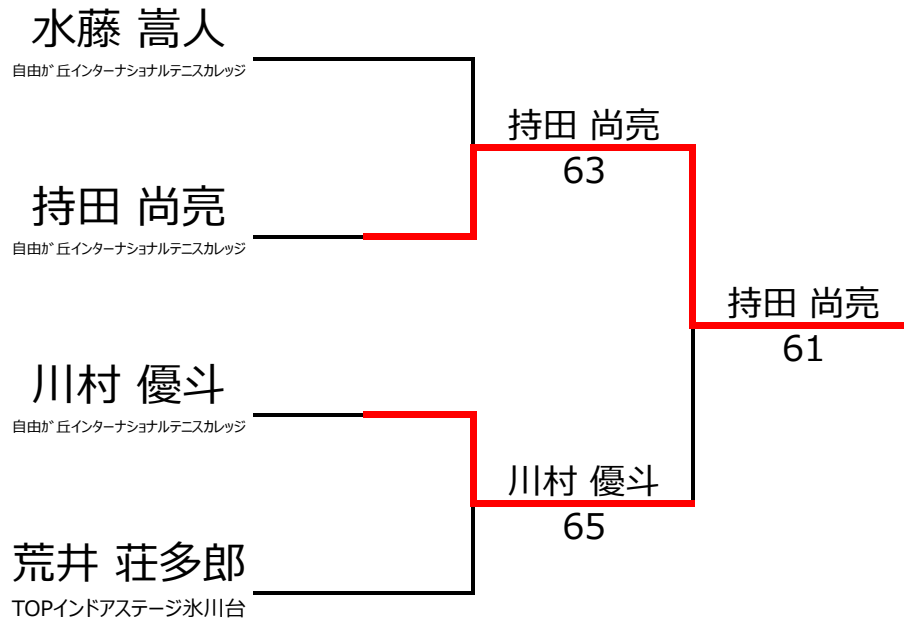 水藤 嵩人
自由が丘インターナショナルテニスカレッジ
持田 尚亮
63
持田 尚亮
自由が丘インターナショナルテニスカレッジ
持田 尚亮
61
川村 優斗
自由が丘インターナショナルテニスカレッジ
川村 優斗
65
荒井 荘多郎
TOPインドアステージ氷川台